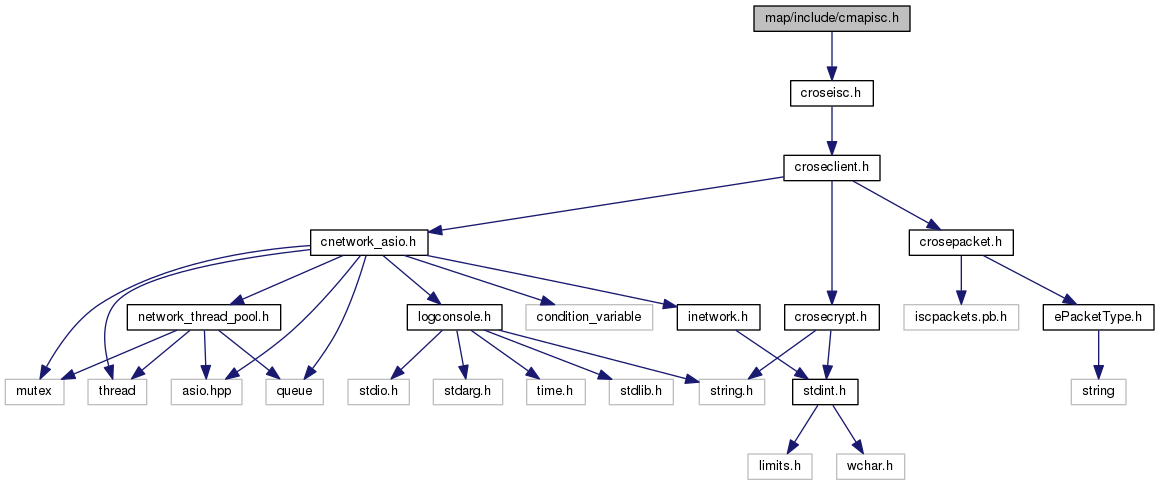 map/include/cmapisc.h
croseisc.h
croseclient.h
cnetwork_asio.h
crosepacket.h
network_thread_pool.h
logconsole.h
condition_variable
inetwork.h
crosecrypt.h
iscpackets.pb.h
ePacketType.h
mutex
thread
asio.hpp
queue
stdio.h
stdarg.h
time.h
stdlib.h
string.h
stdint.h
string
limits.h
wchar.h